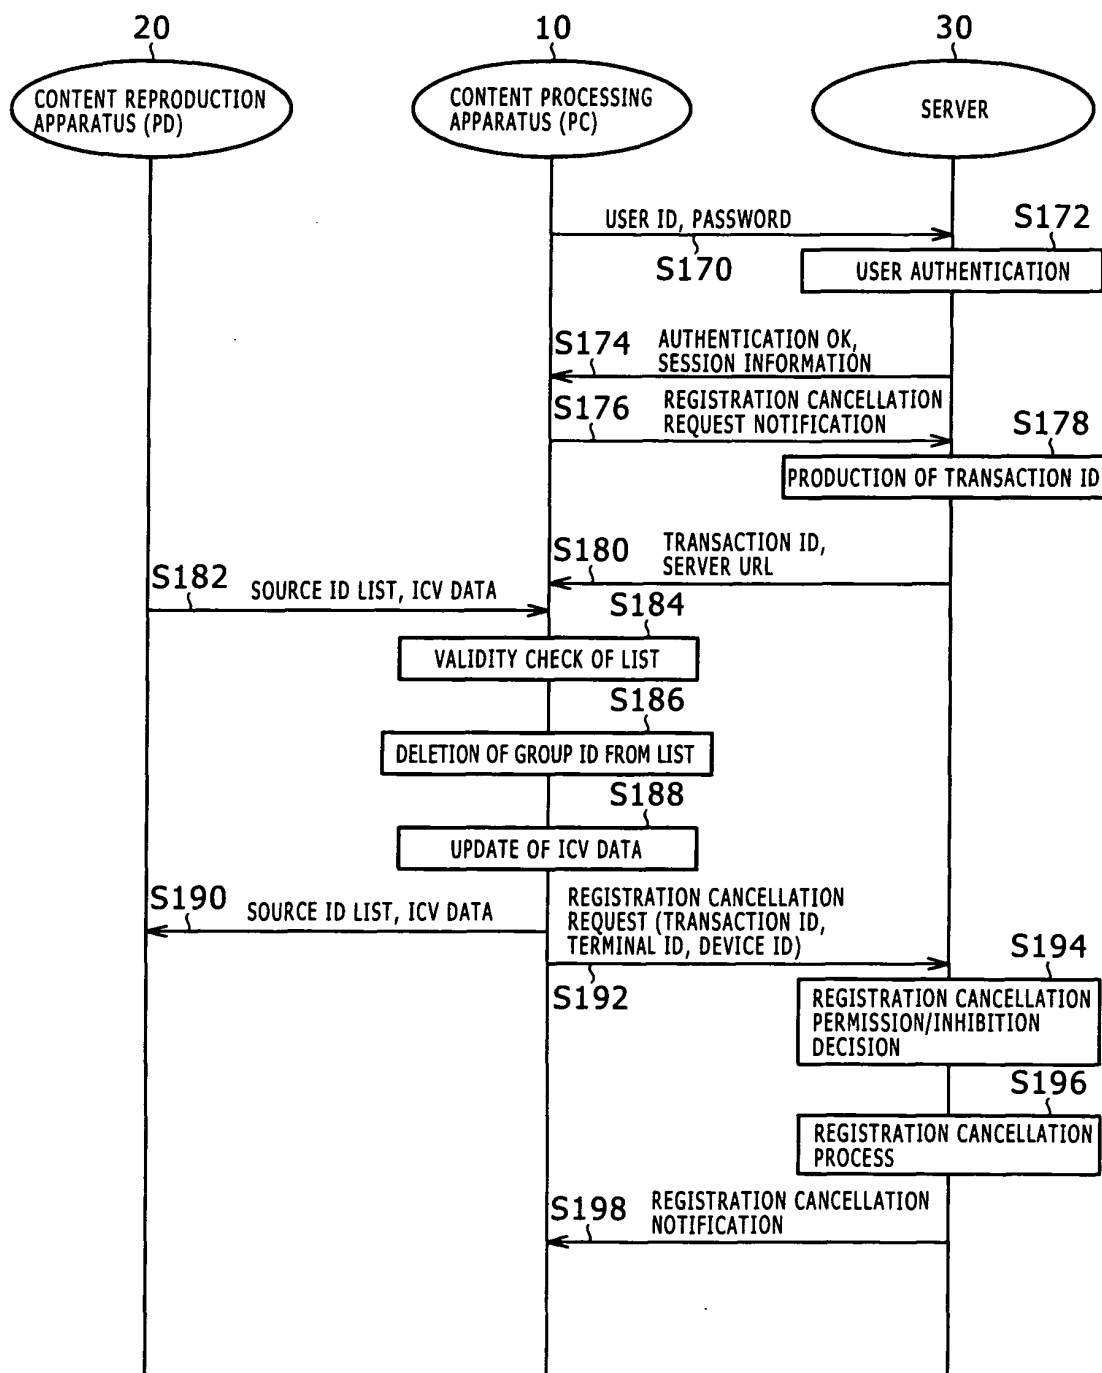 20
10
30
CONTENT REPRODUCTION
APPARATUS (PD)
CONTENT PROCESSING
APPARATUS (PC)
SERVER
USER ID, PASSWORD
S170
S172
USER AUTHENTICATION
S174
AUTHENTICATION OK,
SESSION INFORMATION
S176
REGISTRATION CANCELLATION
REQUEST NOTIFICATION
S178
PRODUCTION OF TRANSACTION ID
S180
TRANSACTION ID,
SERVER URL
S182
SOURCE ID LIST, ICV DATA
S184
VALIDITY CHECK OF LIST
S186
DELETION OF GROUP ID FROM LIST
S188
UPDATE OF ICV DATA
S190
SOURCE ID LIST, ICV DATA
REGISTRATION CANCELLATION
REQUEST (TRANSACTION ID,
TERMINAL ID, DEVICE ID)
S192
S194
REGISTRATION CANCELLATION
PERMISSION/INHIBITION
DECISION
S196
REGISTRATION CANCELLATION
PROCESS
S198
REGISTRATION CANCELLATION
NOTIFICATION